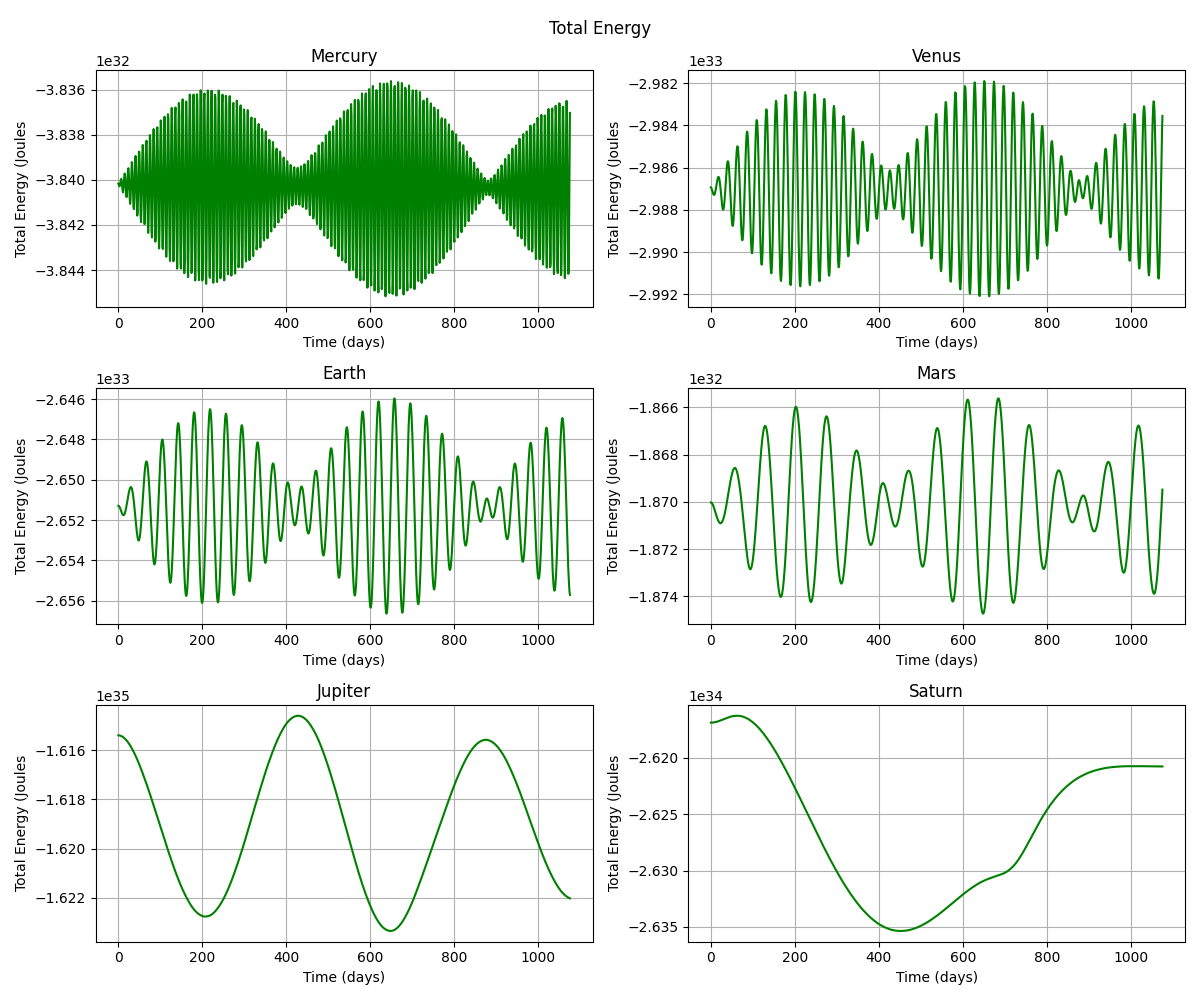 Total Energy
Mercury
1e32
Total Energy (Joules
−3.836
−3.838
−3.840
−3.842
−3.844
0 200 400 600 800 1000
Time (days)
Venus
1e33
Total Energy (Joules
−2.982
−2.984
−2.986
−2.988
−2.990
−2.992
0 200 400 600 800 1000
Time (days)
Earth
1e33
Total Energy (Joules
−2.646
−2.648
−2.650
−2.652
−2.654
−2.656
0 200 400 600 800 1000
Time (days)
Mars
1e32
Total Energy (Joules
−1.866
−1.868
−1.870
−1.872
−1.874
0 200 400 600 800 1000
Time (days)
Jupiter
1e35
Total Energy (Joules
−1.616
−1.618
−1.620
−1.622
0 200 400 600 800 1000
Time (days)
Saturn
1e34
Total Energy (Joules
−2.620
−2.625
−2.630
−2.635
0 200 400 600 800 1000
Time (days)